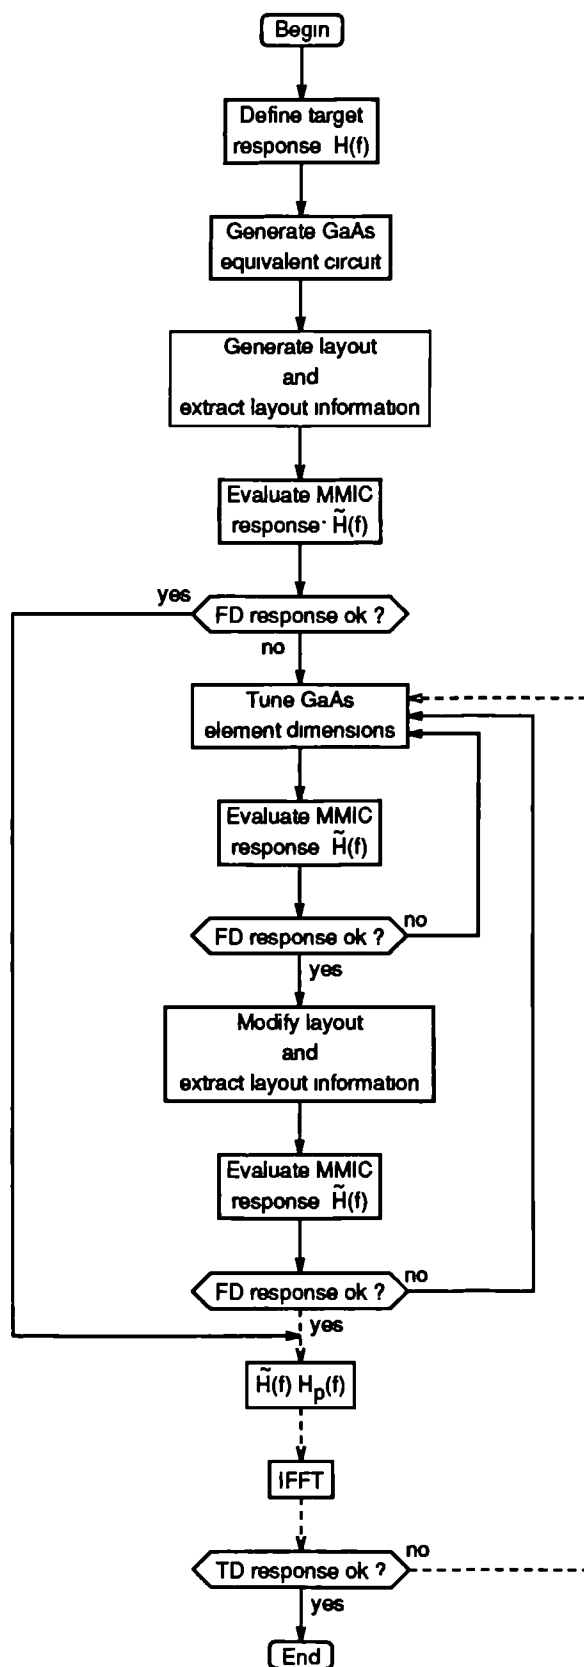 Begin
Define target
response H(f)
Generate GaAs
equivalent circuit
Generate layout
and
extract layout information
Evaluate MMIC
response H̃(f)
yes
FD response ok ?
no
Tune GaAs
element dimensions
Evaluate MMIC
response H̃(f)
FD response ok ?
no
yes
Modify layout
and
extract layout information
Evaluate MMIC
response H̃(f)
FD response ok ?
no
yes
H̃(f) Hp(f)
IFFT
TD response ok ?
no
yes
End